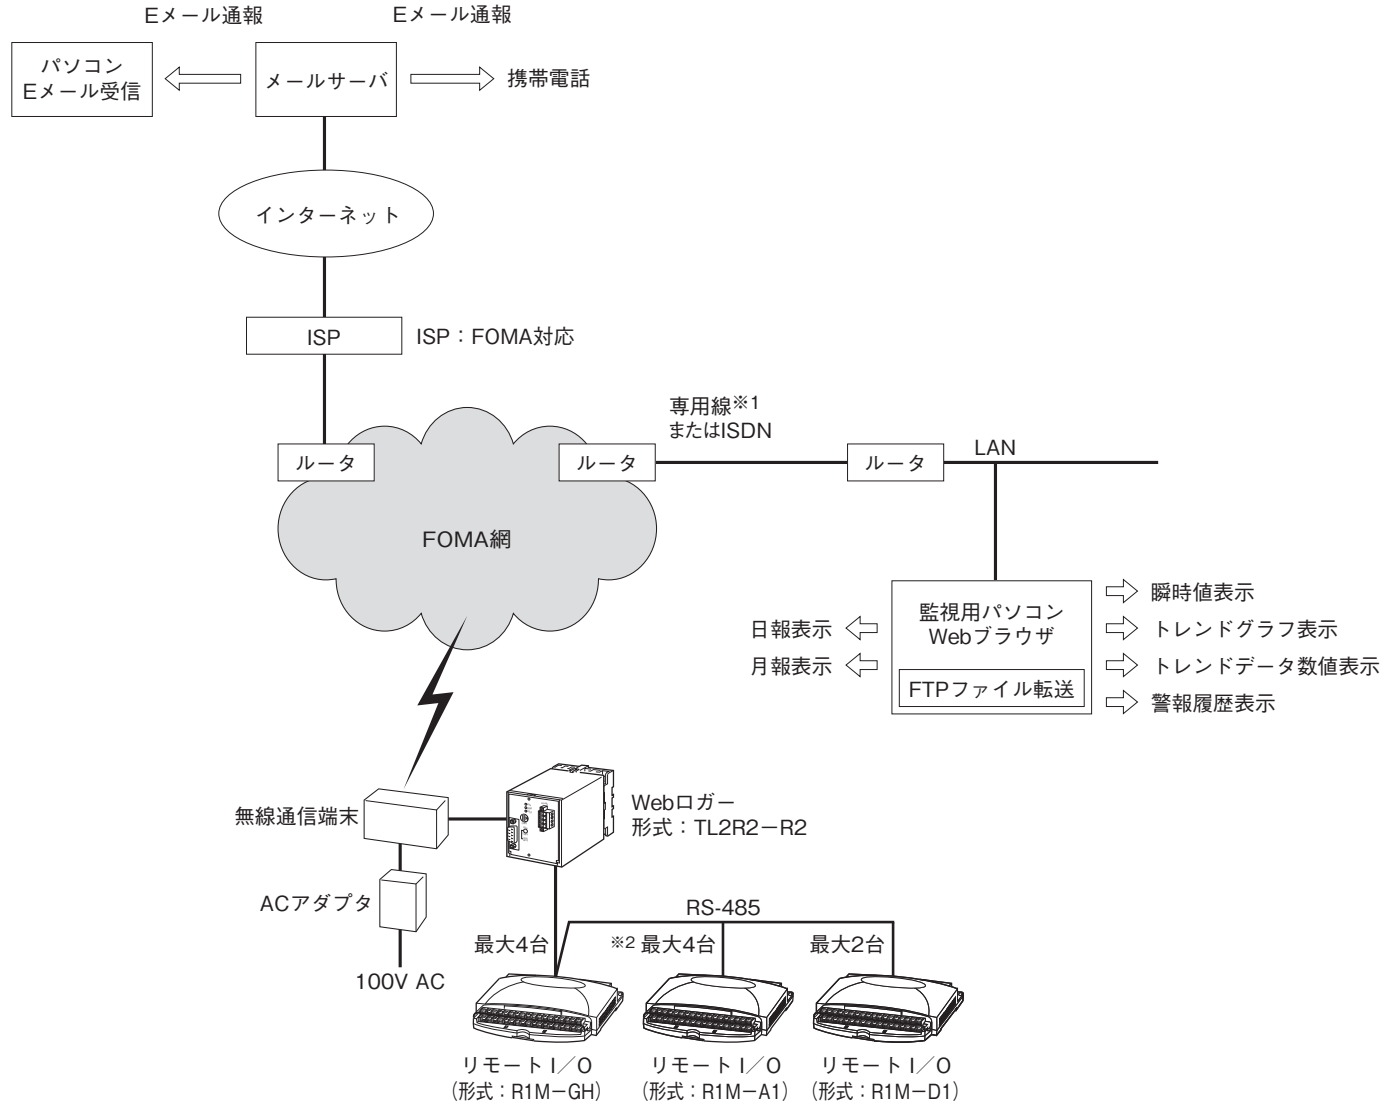 Eメール通報
Eメール通報
パソコン
Eメール受信
メールサーバ
携帯電話
インターネット
ISP
ISP：FOMA対応
専用線※1
またはISDN
ルータ
ルータ
ルータ
LAN
FOMA網
監視用パソコン
Webブラウザ
FTPファイル転送
日報表示
月報表示
瞬時値表示
トレンドグラフ表示
トレンドデータ数値表示
警報履歴表示
無線通信端末
Webロガー
形式：TL2R2－R2
ACアダプタ
100V AC
RS-485
最大4台
※2 最大4台
最大2台
リモート I／O
（形式：R1M－GH）
リモート I／O
（形式：R1M－A1）
リモート I／O
（形式：R1M－D1）